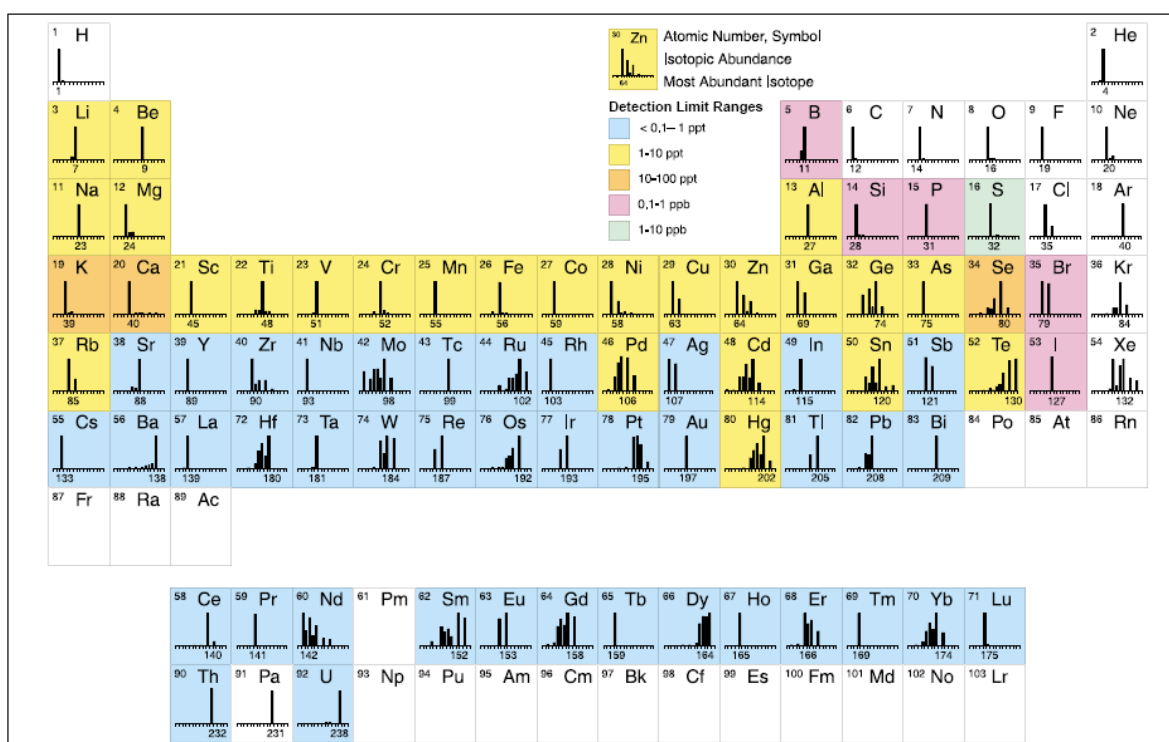 1 H
1
30 Zn
64
Atomic Number, Symbol
Isotopic Abundance
Most Abundant Isotope
2 He
4
Detection Limit Ranges
< 0,1– 1 ppt
1-10 ppt
10-100 ppt
0,1-1 ppb
1-10 ppb
3 Li 4 Be 5 B 6 C 7 N 8 O 9 F 10 Ne
7 9 11 12 14 16 19 20
11 Na 12 Mg 13 Al 14 Si 15 P 16 S 17 Cl 18 Ar
23 24 27 28 31 32 35 40
19 K 20 Ca 21 Sc 22 Ti 23 V 24 Cr 25 Mn 26 Fe 27 Co 28 Ni 29 Cu 30 Zn 31 Ga 32 Ge 33 As 34 Se 35 Br 36 Kr
39 40 45 48 51 52 55 56 59 58 63 64 69 74 75 80 79 84
37 Rb 38 Sr 39 Y 40 Zr 41 Nb 42 Mo 43 Tc 44 Ru 45 Rh 46 Pd 47 Ag 48 Cd 49 In 50 Sn 51 Sb 52 Te 53 I 54 Xe
85 88 89 90 93 98 99 102 103 106 107 114 115 120 121 130 127 132
55 Cs 56 Ba 57 La 72 Hf 73 Ta 74 W 75 Re 76 Os 77 Ir 78 Pt 79 Au 80 Hg 81 Tl 82 Pb 83 Bi 84 Po 85 At 86 Rn
133 138 139 180 181 184 187 192 193 195 197 202 205 208 209
87 Fr 88 Ra 89 Ac
58 Ce 59 Pr 60 Nd 61 Pm 62 Sm 63 Eu 64 Gd 65 Tb 66 Dy 67 Ho 68 Er 69 Tm 70 Yb 71 Lu
140 141 142 152 153 158 159 164 165 166 169 174 175
90 Th 91 Pa 92 U 93 Np 94 Pu 95 Am 96 Cm 97 Bk 98 Cf 99 Es 100 Fm 101 Md 102 No 103 Lr
232 231 238